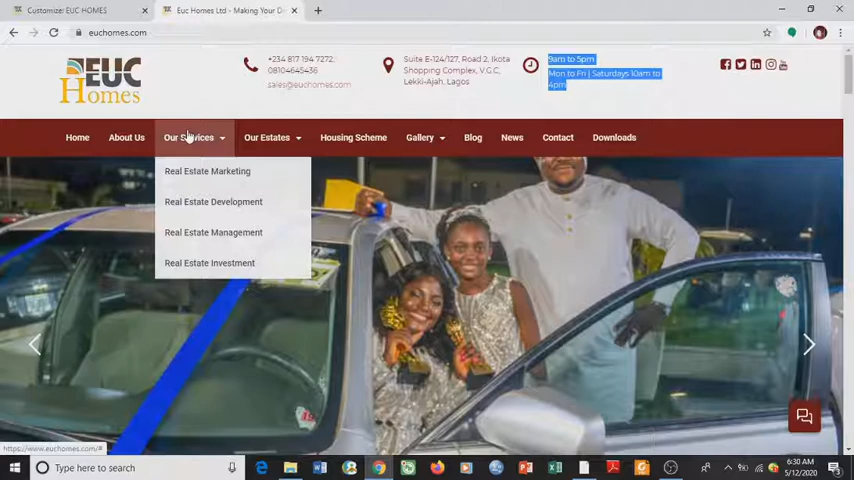 Customize: EUC HOMES
Euc Homes Ltd - Making Your D
euchomes.com
EUC
Homes
+234 817 194 7272;
08104645436
sales@euchomes.com
Suite E-124/127, Road 2, Ikota
Shopping Complex, V.G.C,
Lekki-Ajah, Lagos
9am to 5pm
Mon to Fri | Saturdays 10am to
4pm
Home About Us Our Services Our Estates Housing Scheme Gallery Blog News Contact Downloads
Real Estate Marketing
Real Estate Development
Real Estate Management
Real Estate Investment
https://www.euchomes.com/#
Type here to search
6:30 AM
5/12/2020